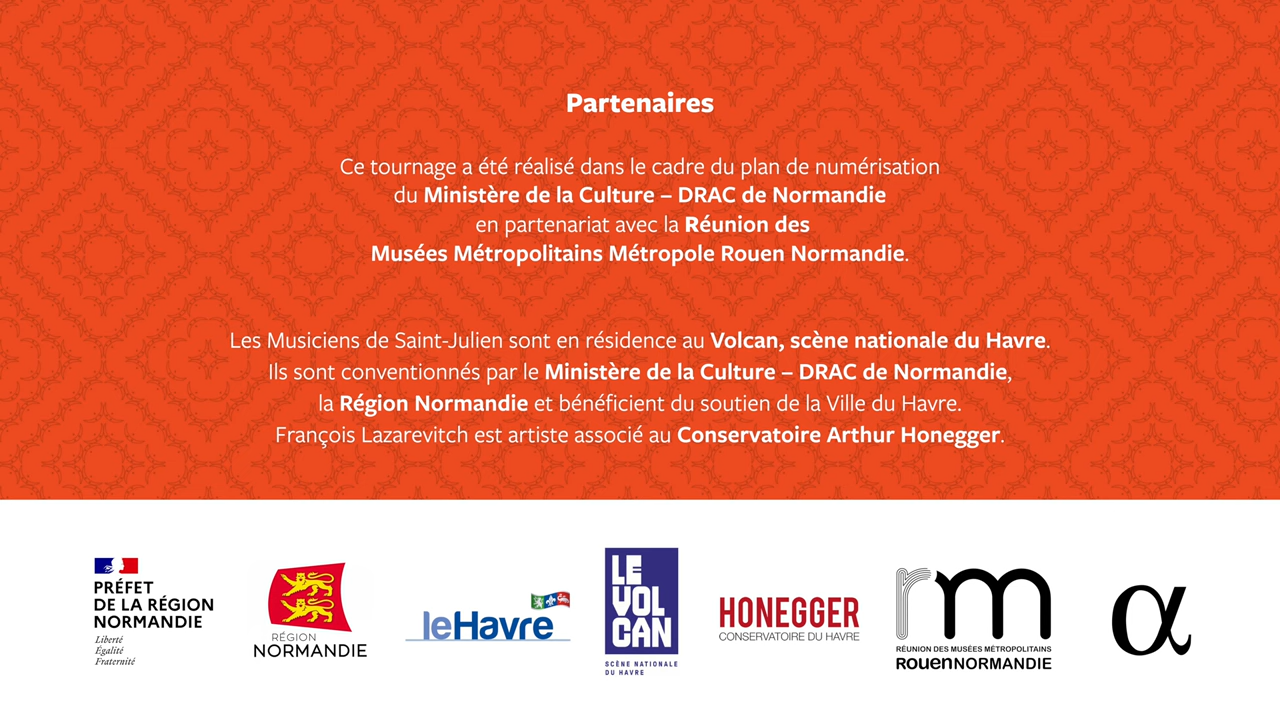 Partenaires
Ce tournage a été réalisé dans le cadre du plan de numérisation
du Ministère de la Culture – DRAC de Normandie
en partenariat avec la Réunion des
Musées Métropolitains Métropole Rouen Normandie.
Les Musiciens de Saint-Julien sont en résidence au Volcan, scène nationale du Havre.
Ils sont conventionnés par le Ministère de la Culture – DRAC de Normandie,
la Région Normandie et bénéficient du soutien de la Ville du Havre.
François Lazarevitch est artiste associé au Conservatoire Arthur Honegger.
PRÉFET
DE LA RÉGION
NORMANDIE
Liberté
Égalité
Fraternité
RÉGION
NORMANDIE
leHavre
LE
VOL
CAN
SCÈNE NATIONALE
DU HAVRE
HONEGGER
CONSERVATOIRE DU HAVRE
rm
RÉUNION DES MUSÉES MÉTROPOLITAINS
RouenNORMANDIE
α